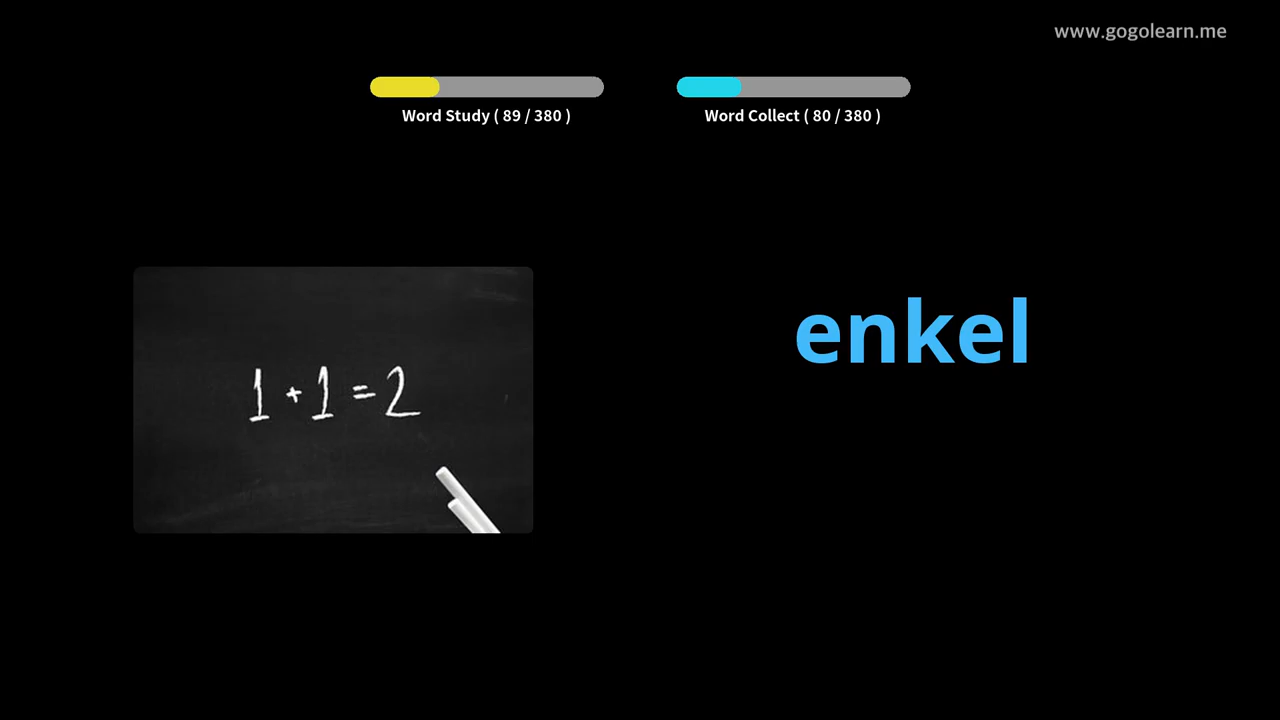 www.gogolearn.me
Word Study ( 89 / 380 )
Word Collect ( 80 / 380 )
enkel
1 + 1 = 2